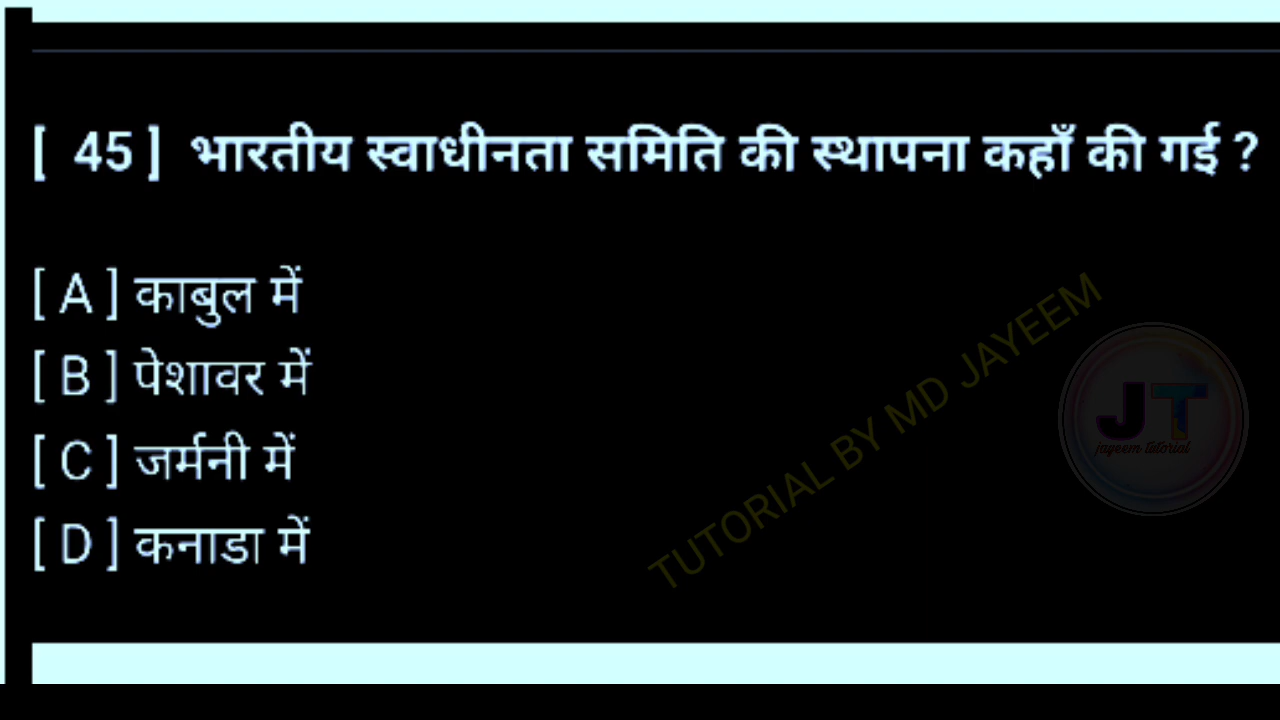 [ 45 ] भारतीय स्वाधीनता समिति की स्थापना कहाँ की गई ?
[ A ] काबुल में
[ B ] पेशावर में
[ C ] जर्मनी में
[ D ] कनाडा में
TUTORIAL BY MD JAYEEM
JT
jayeem tutorial